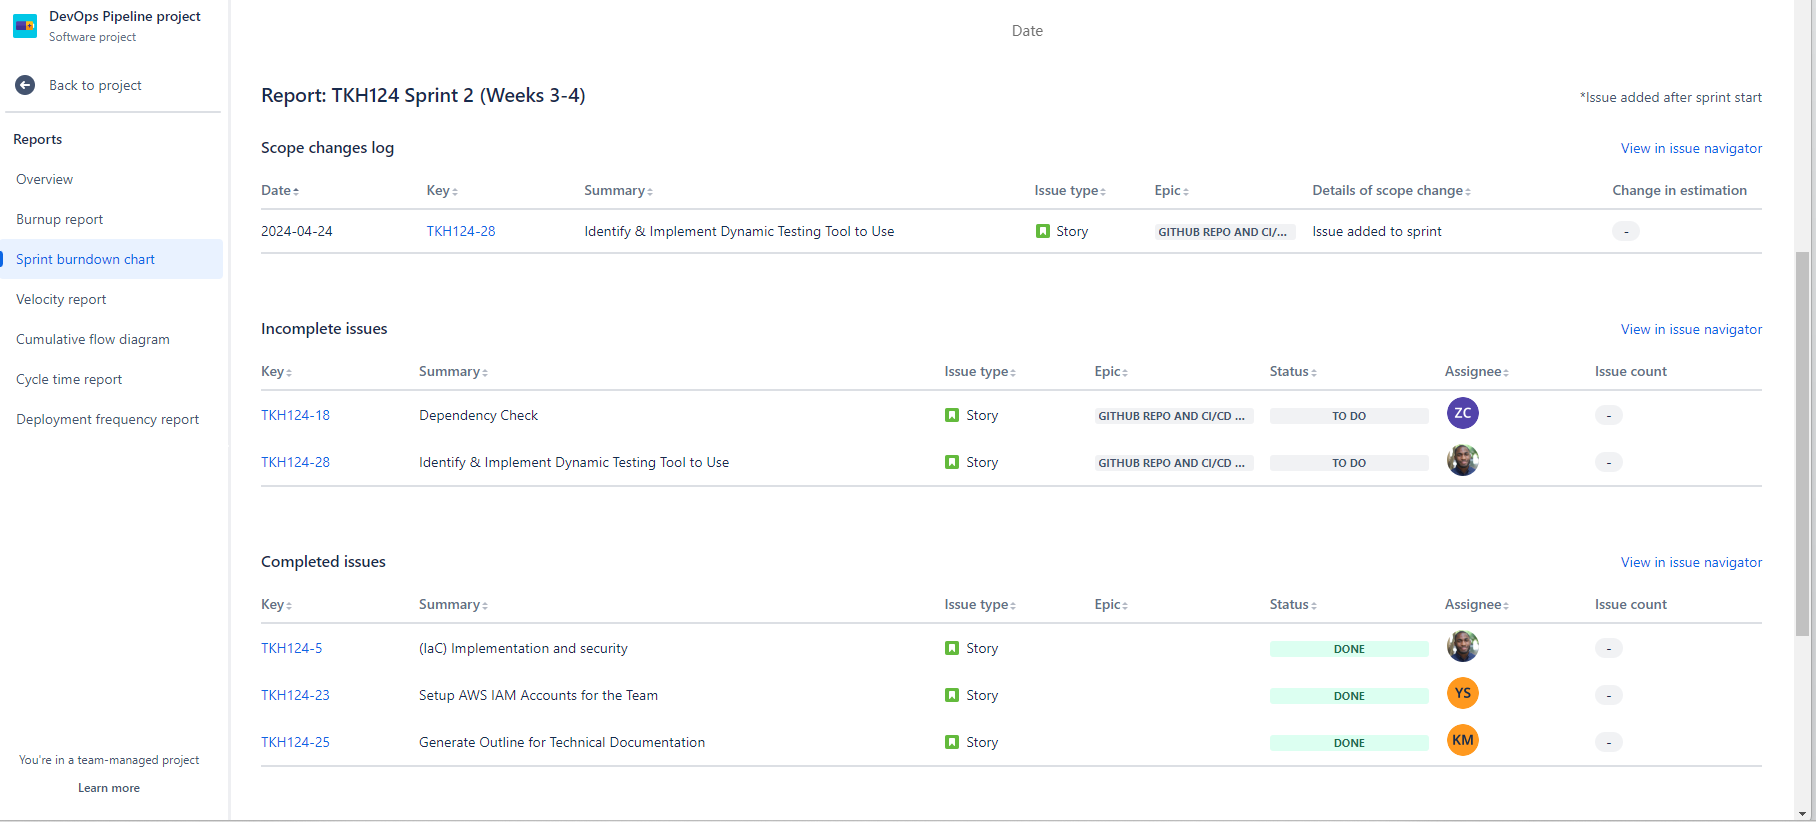 DevOps Pipeline project
Software project
Back to project
Reports
Overview
Burnup report
Sprint burndown chart
Velocity report
Cumulative flow diagram
Cycle time report
Deployment frequency report
You're in a team-managed project
Learn more
Date
Report: TKH124 Sprint 2 (Weeks 3-4)
*Issue added after sprint start
Scope changes log
View in issue navigator
Date Key Summary Issue type Epic Details of scope change Change in estimation
2024-04-24 TKH124-28 Identify & Implement Dynamic Testing Tool to Use Story GITHUB REPO AND CI/... Issue added to sprint -
Incomplete issues
View in issue navigator
Key Summary Issue type Epic Status Assignee Issue count
TKH124-18 Dependency Check Story GITHUB REPO AND CI/CD ... TO DO ZC -
TKH124-28 Identify & Implement Dynamic Testing Tool to Use Story GITHUB REPO AND CI/CD ... TO DO -
Completed issues
View in issue navigator
Key Summary Issue type Epic Status Assignee Issue count
TKH124-5 (IaC) Implementation and security Story DONE -
TKH124-23 Setup AWS IAM Accounts for the Team Story DONE YS -
TKH124-25 Generate Outline for Technical Documentation Story DONE KM -